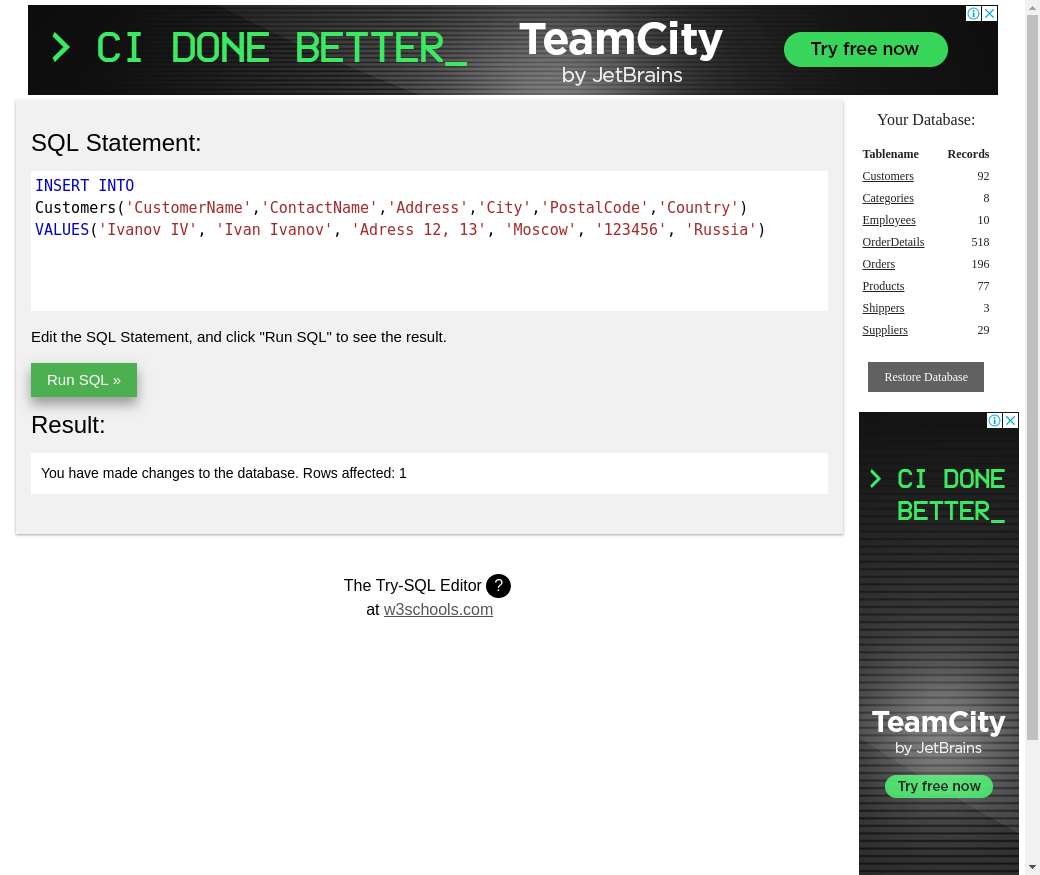 > CI DONE BETTER_
TeamCity
by JetBrains
Try free now
SQL Statement:
INSERT INTO
Customers('CustomerName','ContactName','Address','City','PostalCode','Country')
VALUES('Ivanov IV', 'Ivan Ivanov', 'Adress 12, 13', 'Moscow', '123456', 'Russia')
Edit the SQL Statement, and click "Run SQL" to see the result.
Run SQL »
Result:
You have made changes to the database. Rows affected: 1
The Try-SQL Editor ?
at w3schools.com
Your Database:
Tablename Records
Customers 92
Categories 8
Employees 10
OrderDetails 518
Orders 196
Products 77
Shippers 3
Suppliers 29
Restore Database
> CI DONE
BETTER_
TeamCity
by JetBrains
Try free now